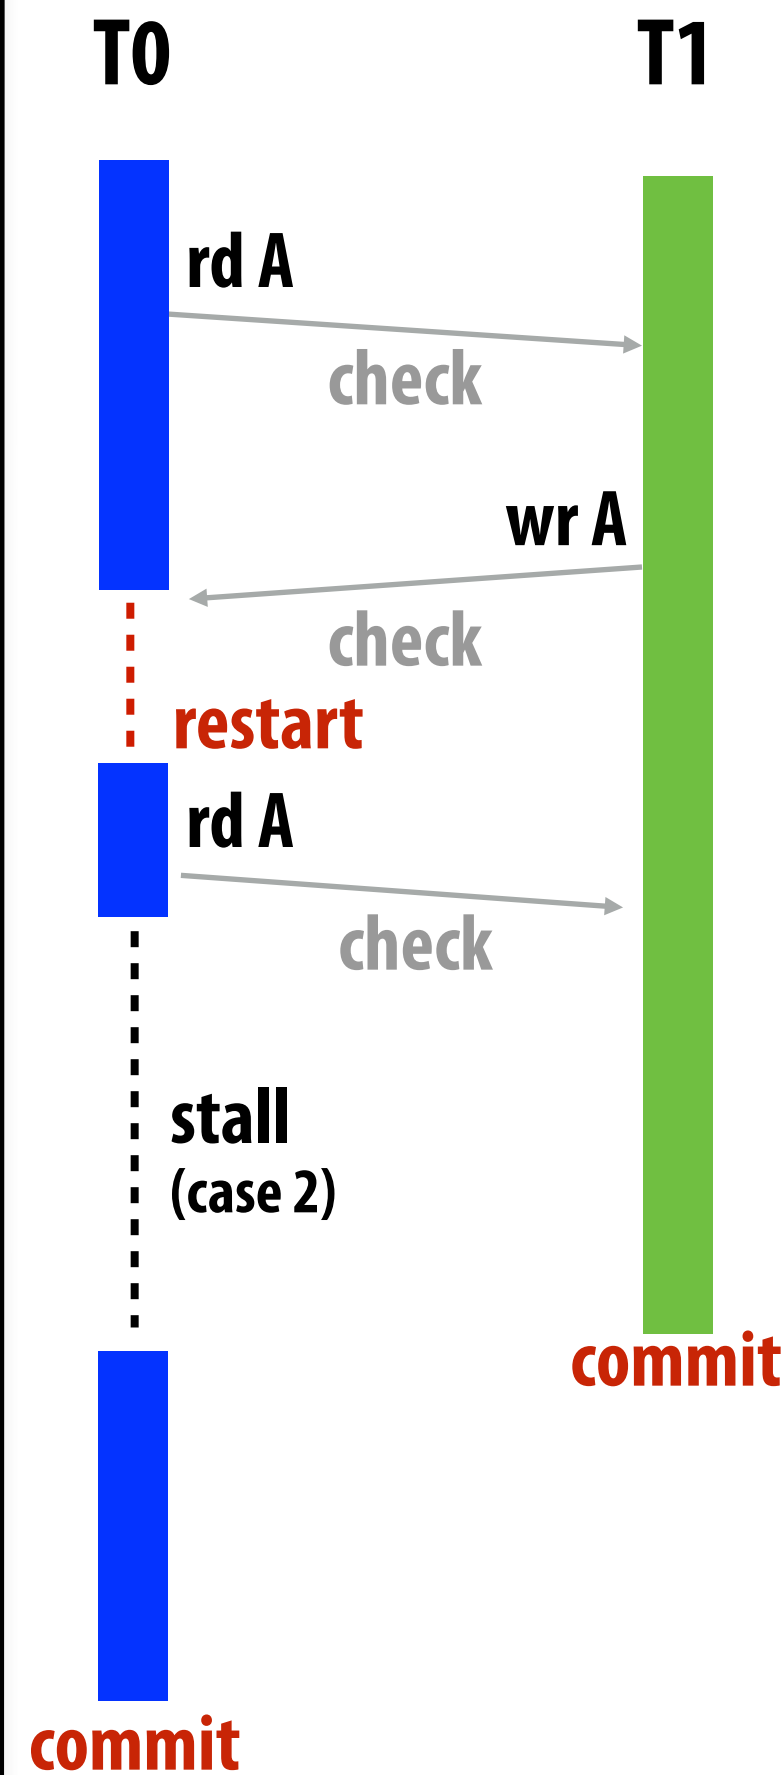 T0 T1
rd A
check
wr A
check
restart
rd A
check
stall
(case 2)
commit
commit